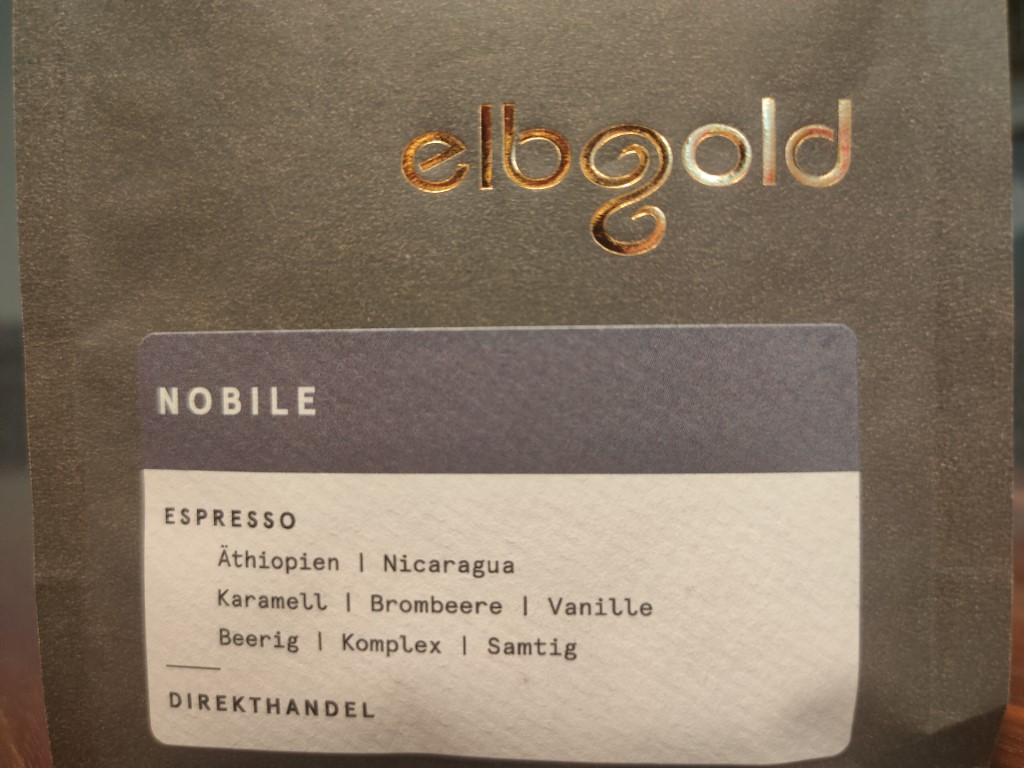 elbgold
NOBILE
ESPRESSO
Äthiopien | Nicaragua
Karamell | Brombeere | Vanille
Beerig | Komplex | Samtig
DIREKTHANDEL